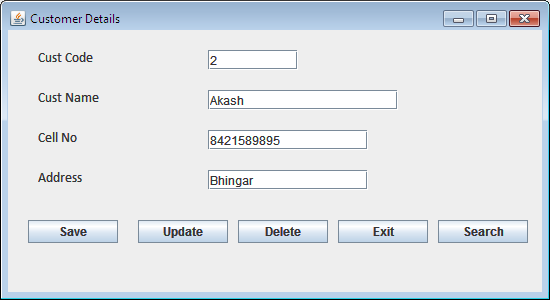 Customer Details
Cust Code 2
Cust Name Akash
Cell No 8421589895
Address Bhingar
Save Update Delete Exit Search